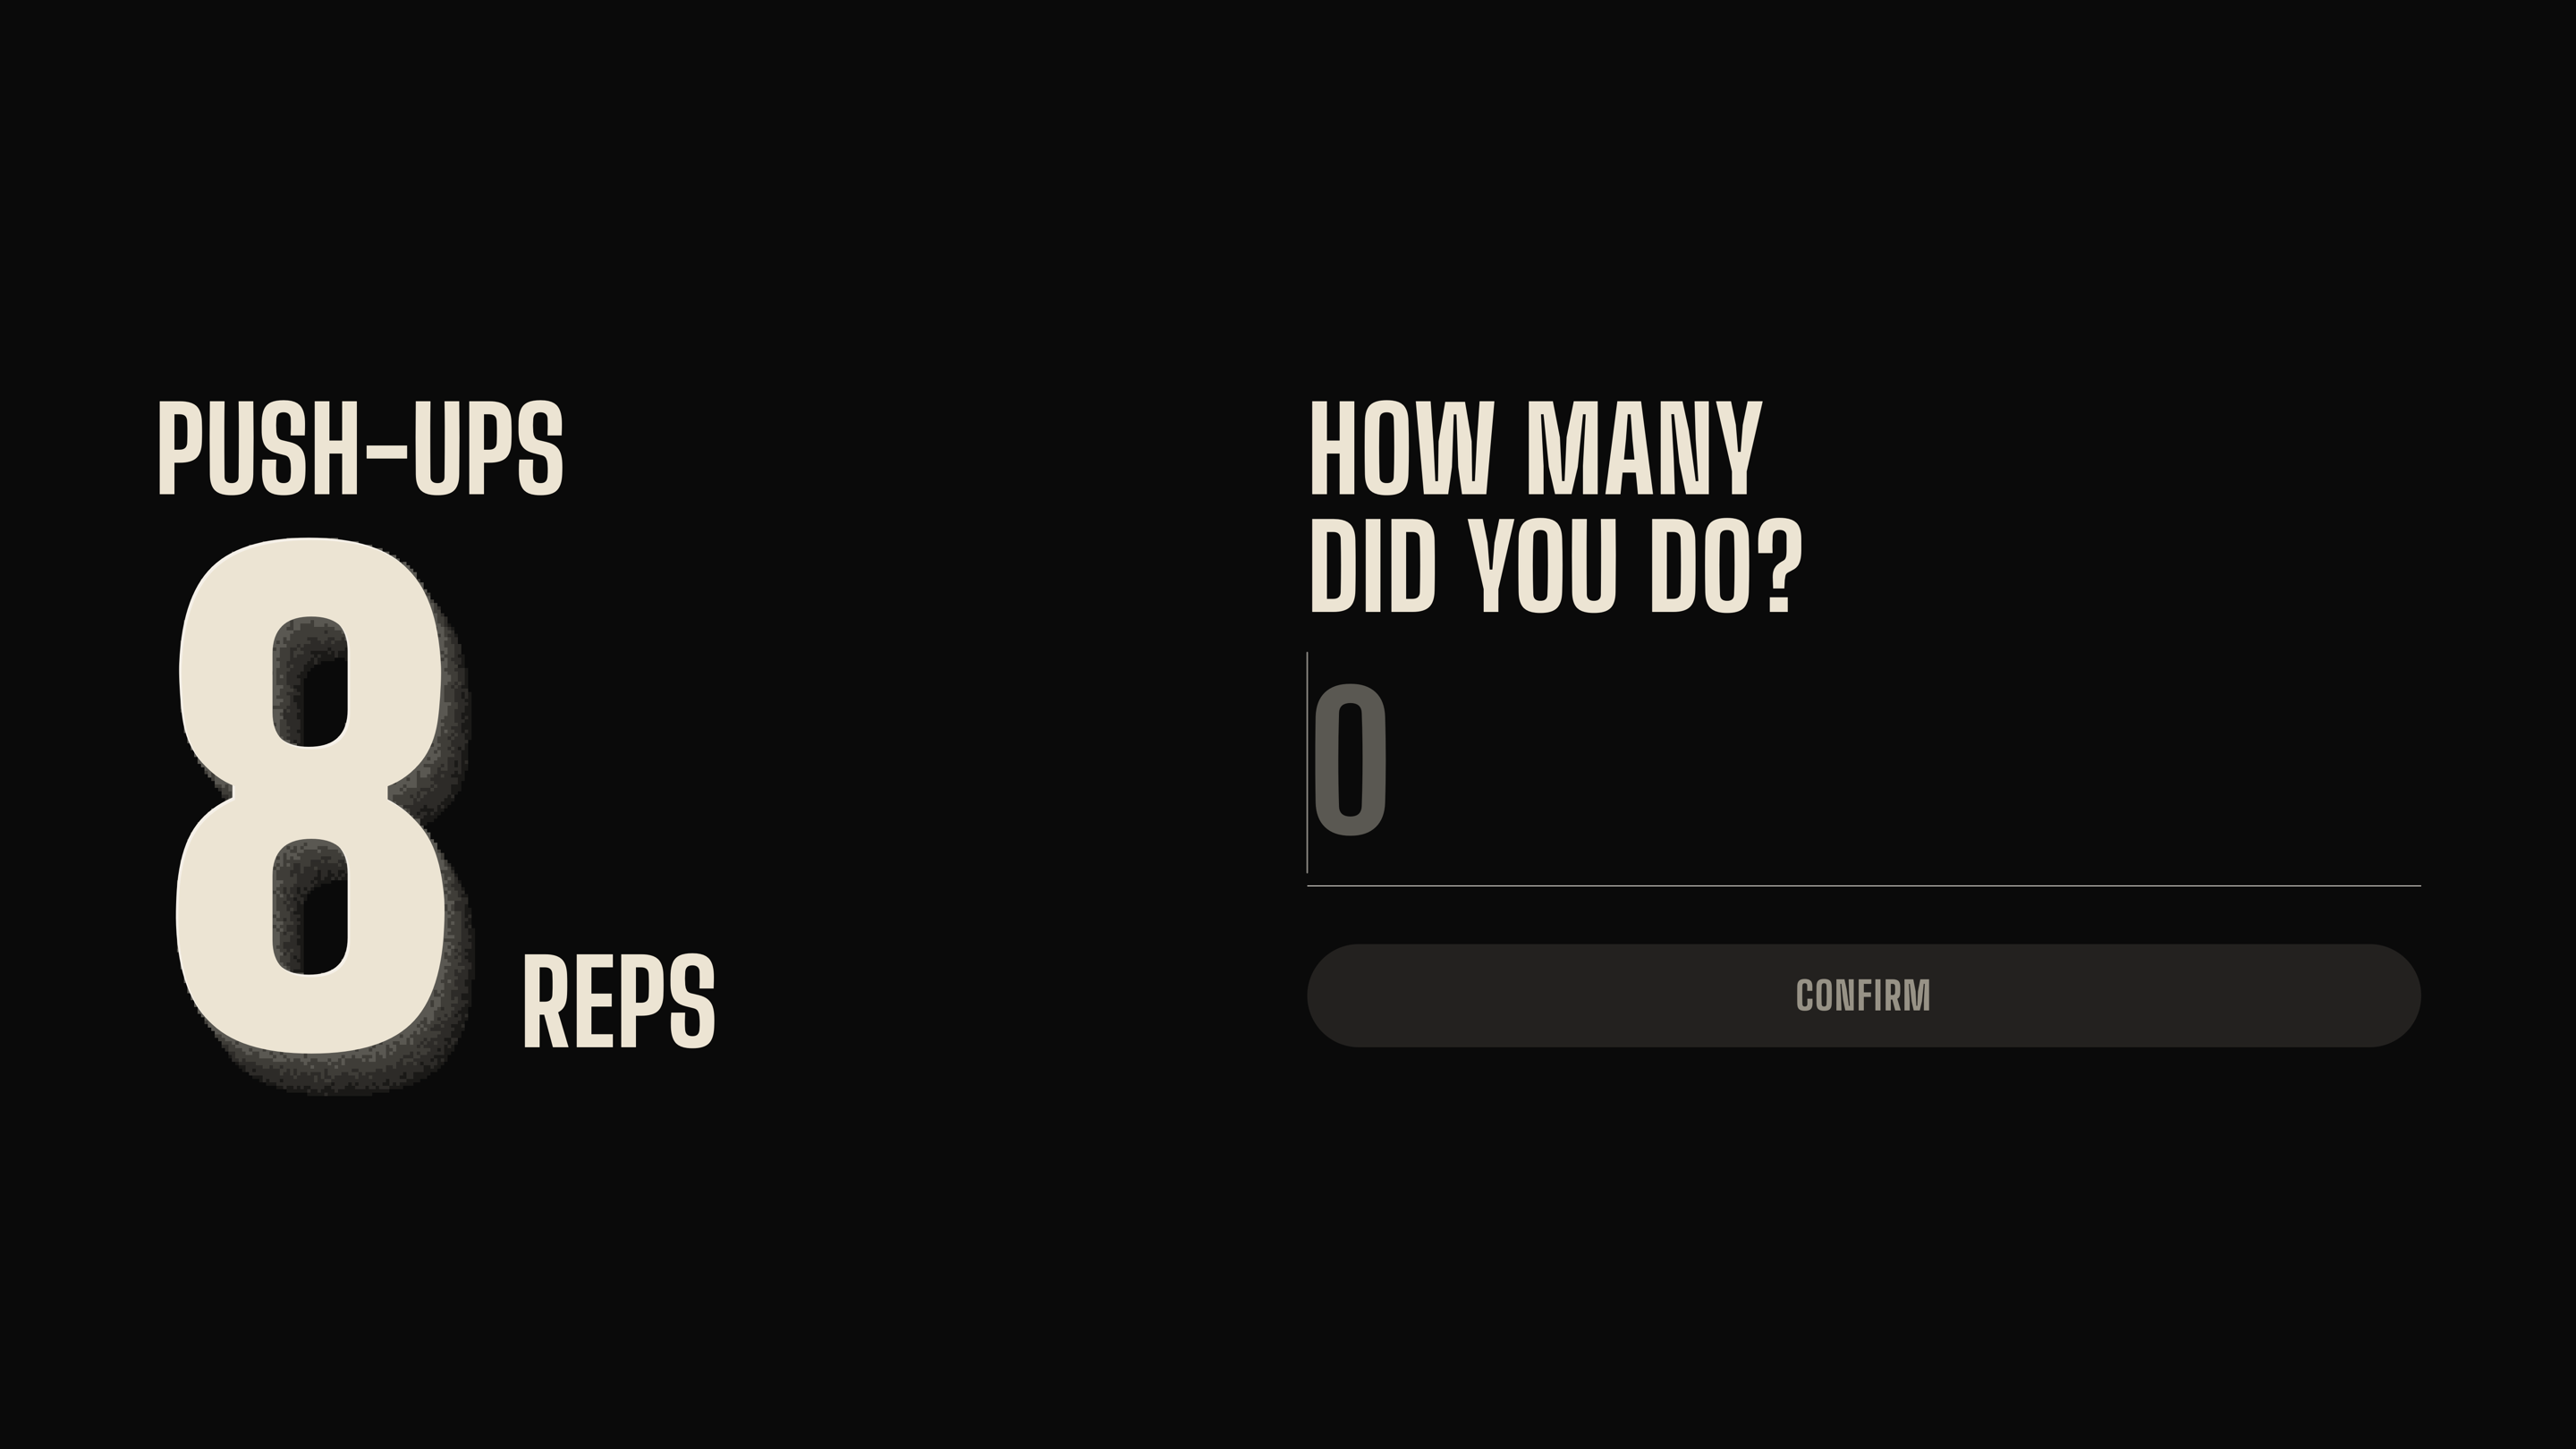 PUSH-UPS
8 REPS
HOW MANY
DID YOU DO?
0
CONFIRM